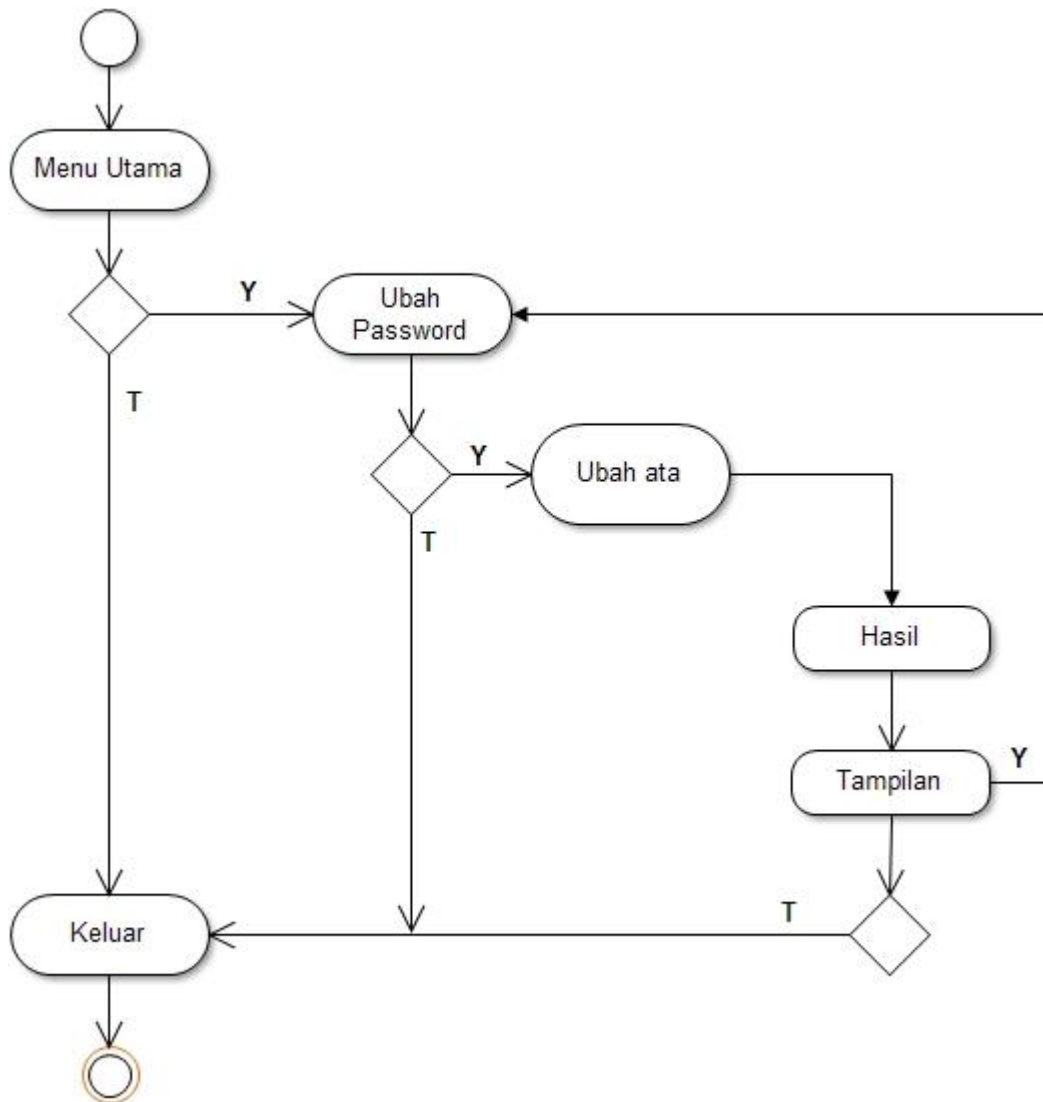 Menu Utama
Y
Ubah
Password
T
Y
Ubah ata
T
Hasil
Tampilan
Y
T
Keluar